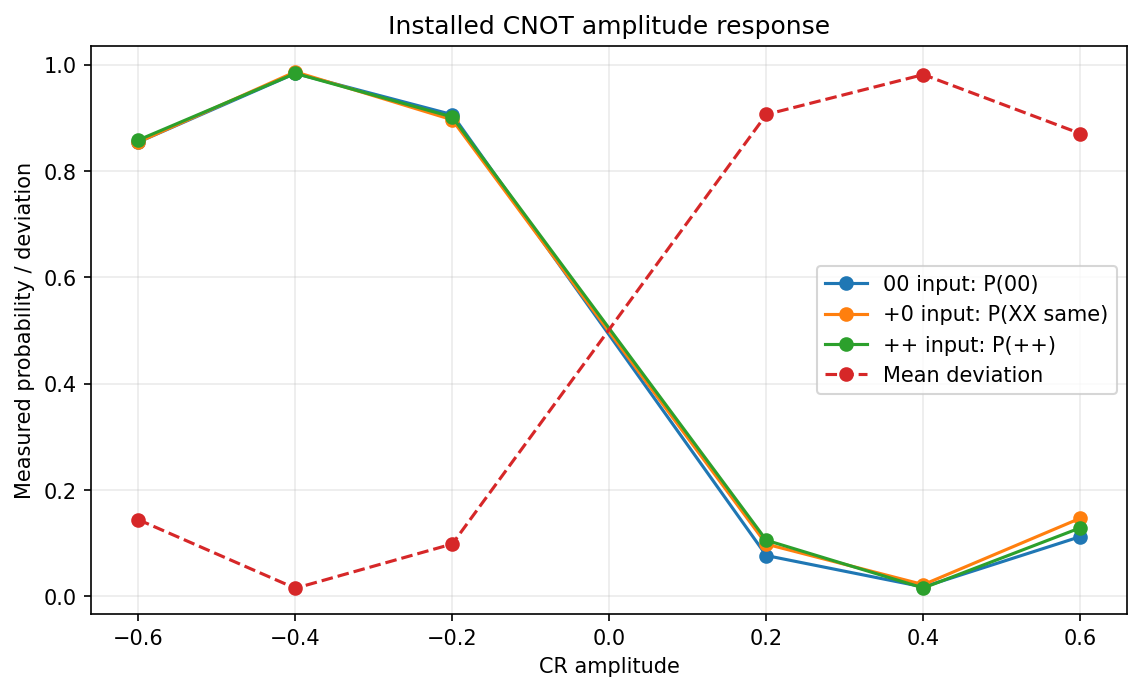 Installed CNOT amplitude response
Measured probability / deviation
1.0
0.8
0.6
0.4
0.2
0.0
00 input: P(00)
+0 input: P(XX same)
++ input: P(++)
Mean deviation
−0.6
−0.4
−0.2
0.0
0.2
0.4
0.6
CR amplitude